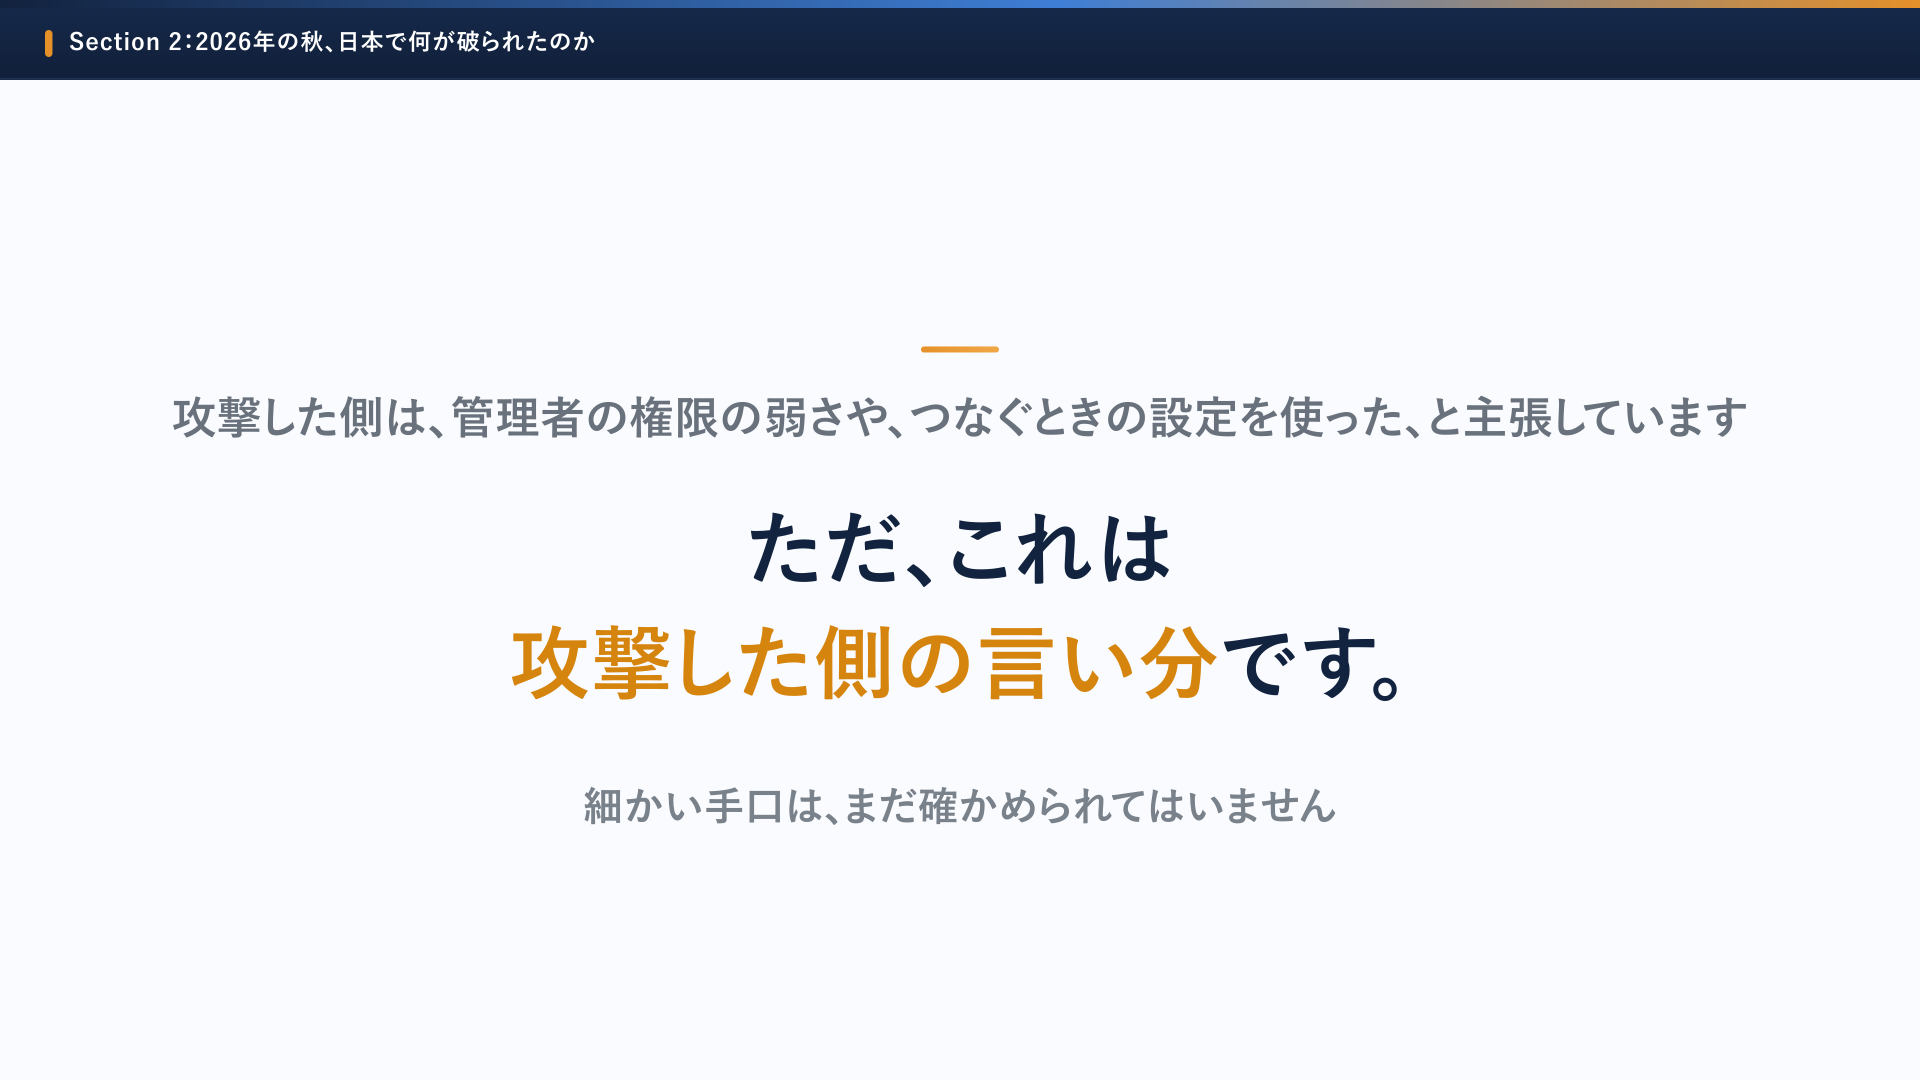 Section 2：2026年の秋、日本で何が破られたのか
攻撃した側は、管理者の権限の弱さや、つなぐときの設定を使った、と主張しています
ただ、これは
攻撃した側の言い分です。
細かい手口は、まだ確かめられてはいません